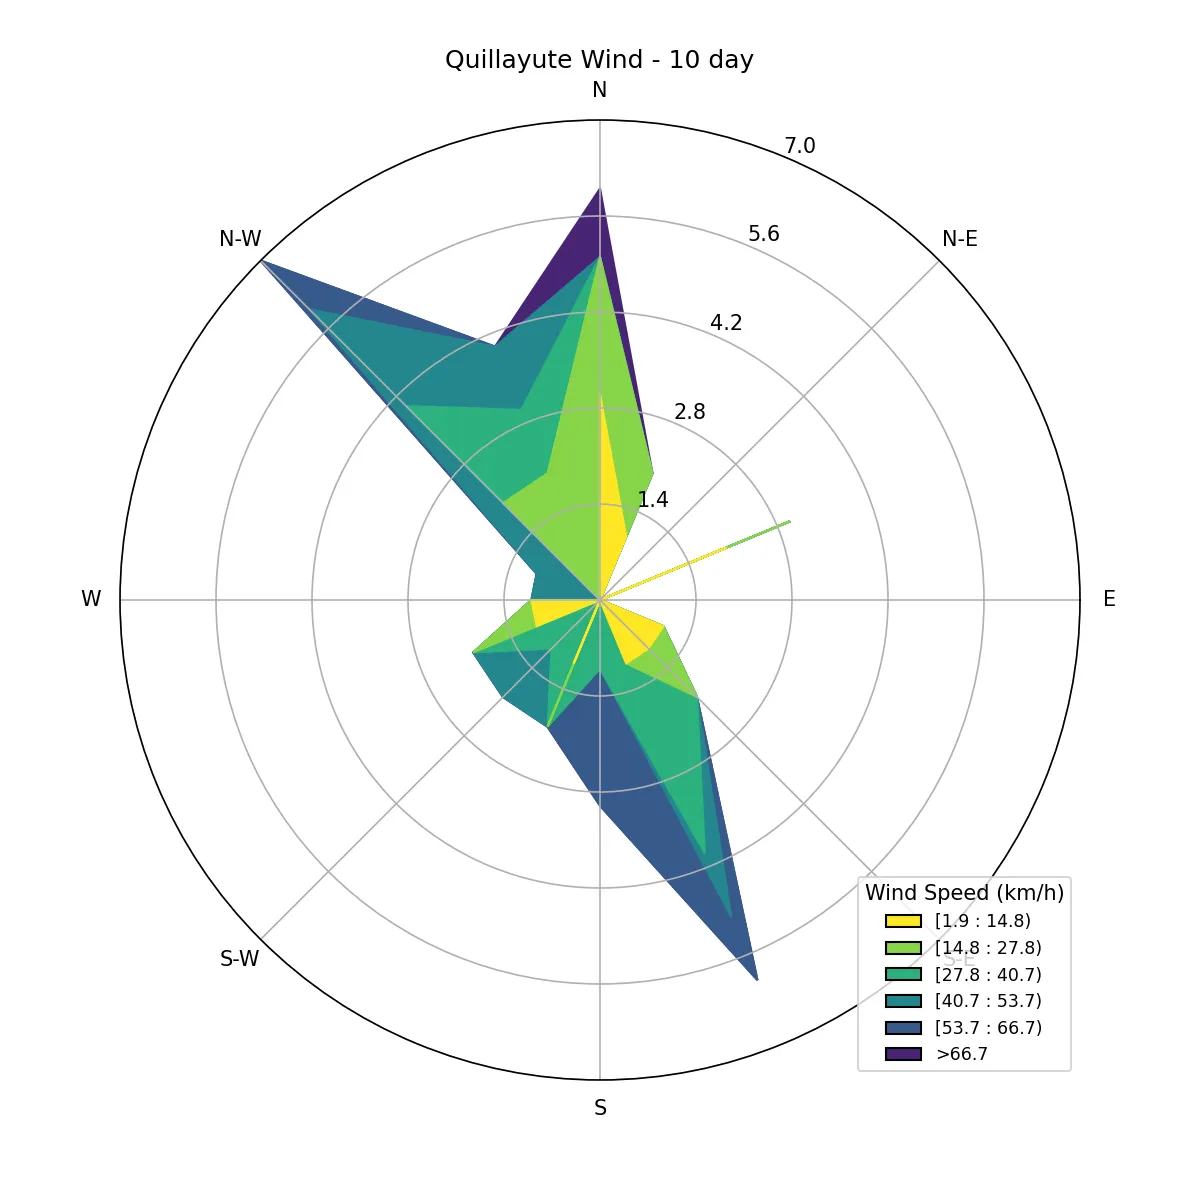 Quillayute Wind - 10 day
N
7.0
N-W
5.6
N-E
4.2
2.8
1.4
W
E
S-W
S-E
S
Wind Speed (km/h)
[1.9 : 14.8)
[14.8 : 27.8)
[27.8 : 40.7)
[40.7 : 53.7)
[53.7 : 66.7)
>66.7